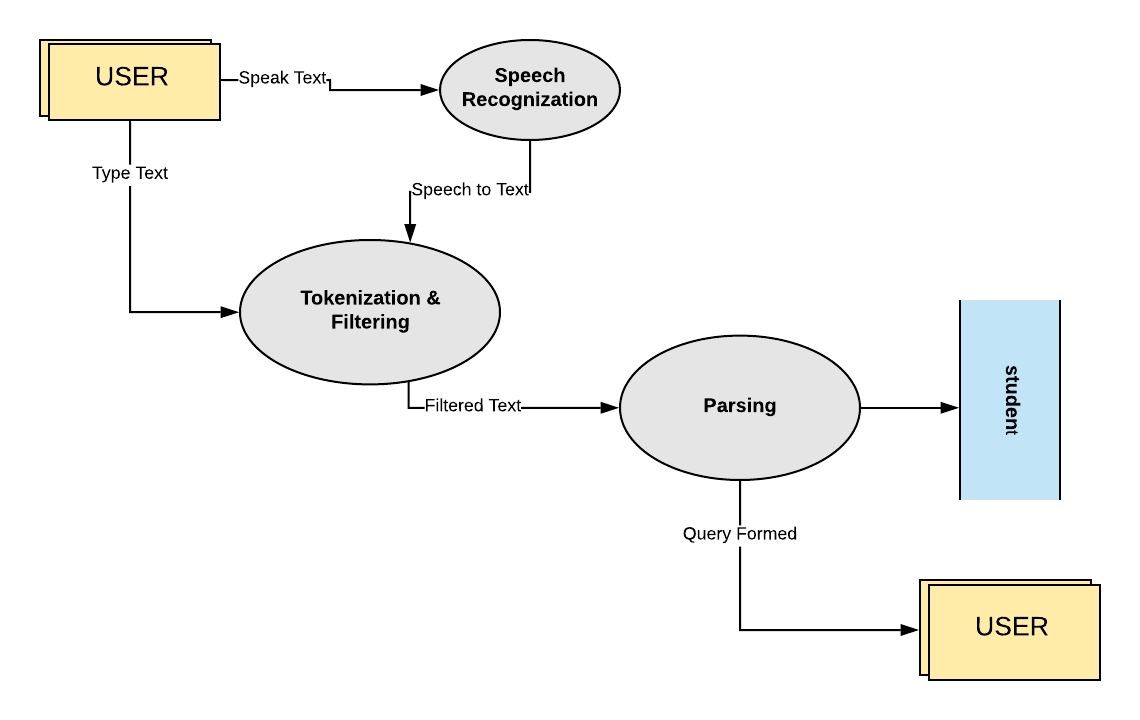 USER
Speak Text
Speech
Recognization
Type Text
Speech to Text
Tokenization &
Filtering
Filtered Text
Parsing
student
Query Formed
USER